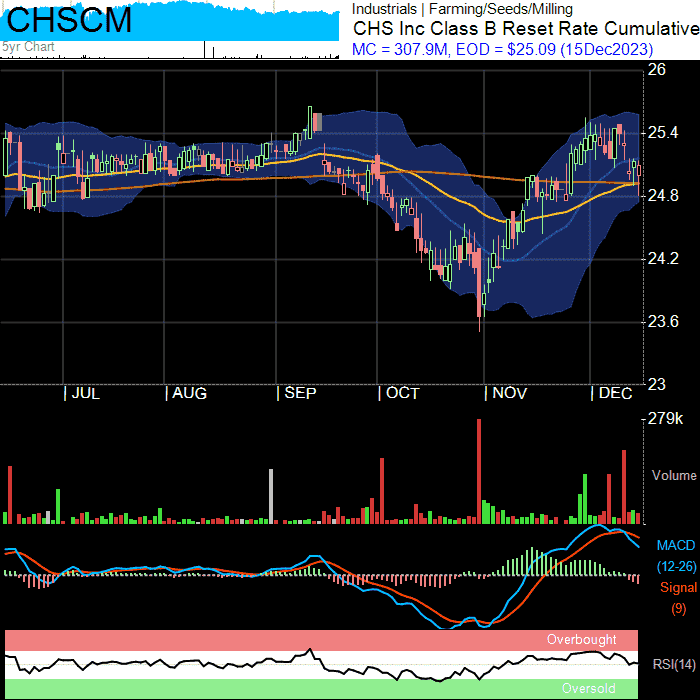 CHSCM
5yr Chart
Industrials | Farming/Seeds/Milling
CHS Inc Class B Reset Rate Cumulative
MC = 307.9M, EOD = $25.09 (15Dec2023)
26
25.4
24.8
24.2
23.6
23
| JUL | AUG | SEP | OCT | NOV | DEC
279k
Volume
MACD
(12-26)
Signal
(9)
Overbought
RSI(14)
Oversold